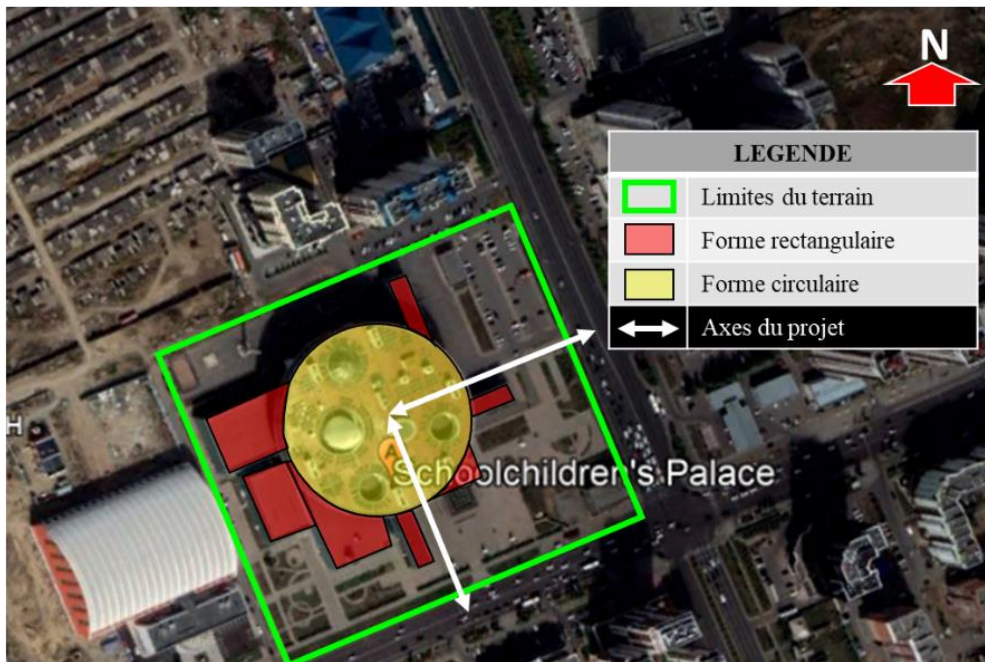 N
LEGENDE
Limites du terrain
Forme rectangulaire
Forme circulaire
Axes du projet
H
A
Schoolchildren's Palace